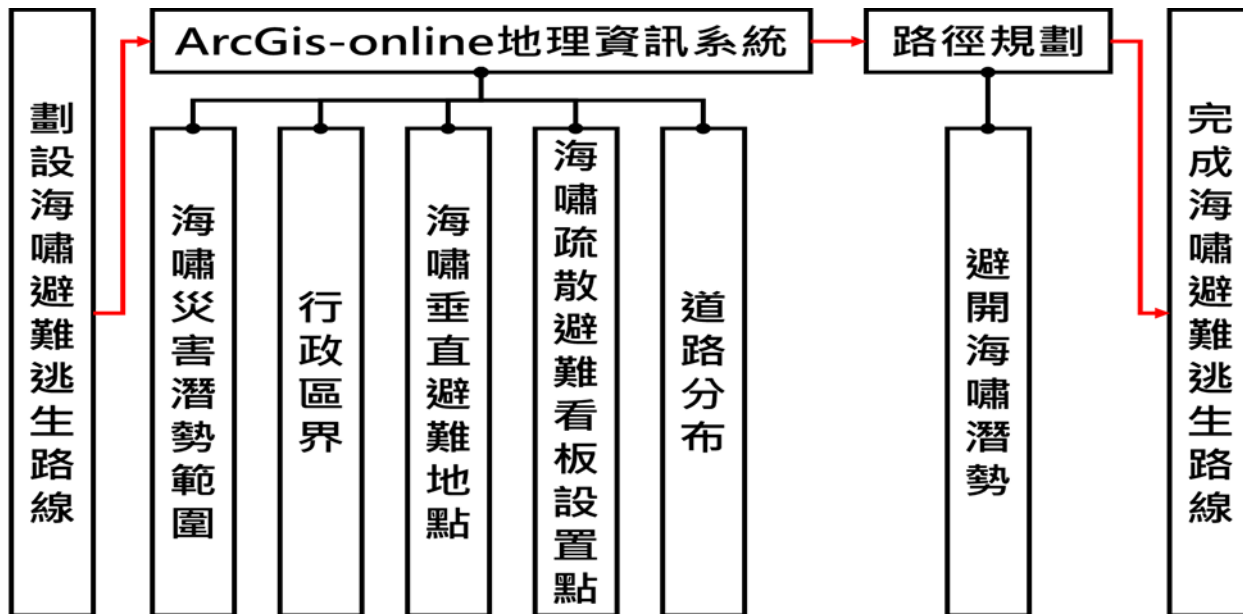 劃設海嘯避難逃生路線
ArcGis-online地理資訊系統
海嘯災害潛勢範圍
行政區界
海嘯垂直避難地點
海嘯疏散避難看板設置點
道路分布
路徑規劃
避開海嘯潛勢
完成海嘯避難逃生路線